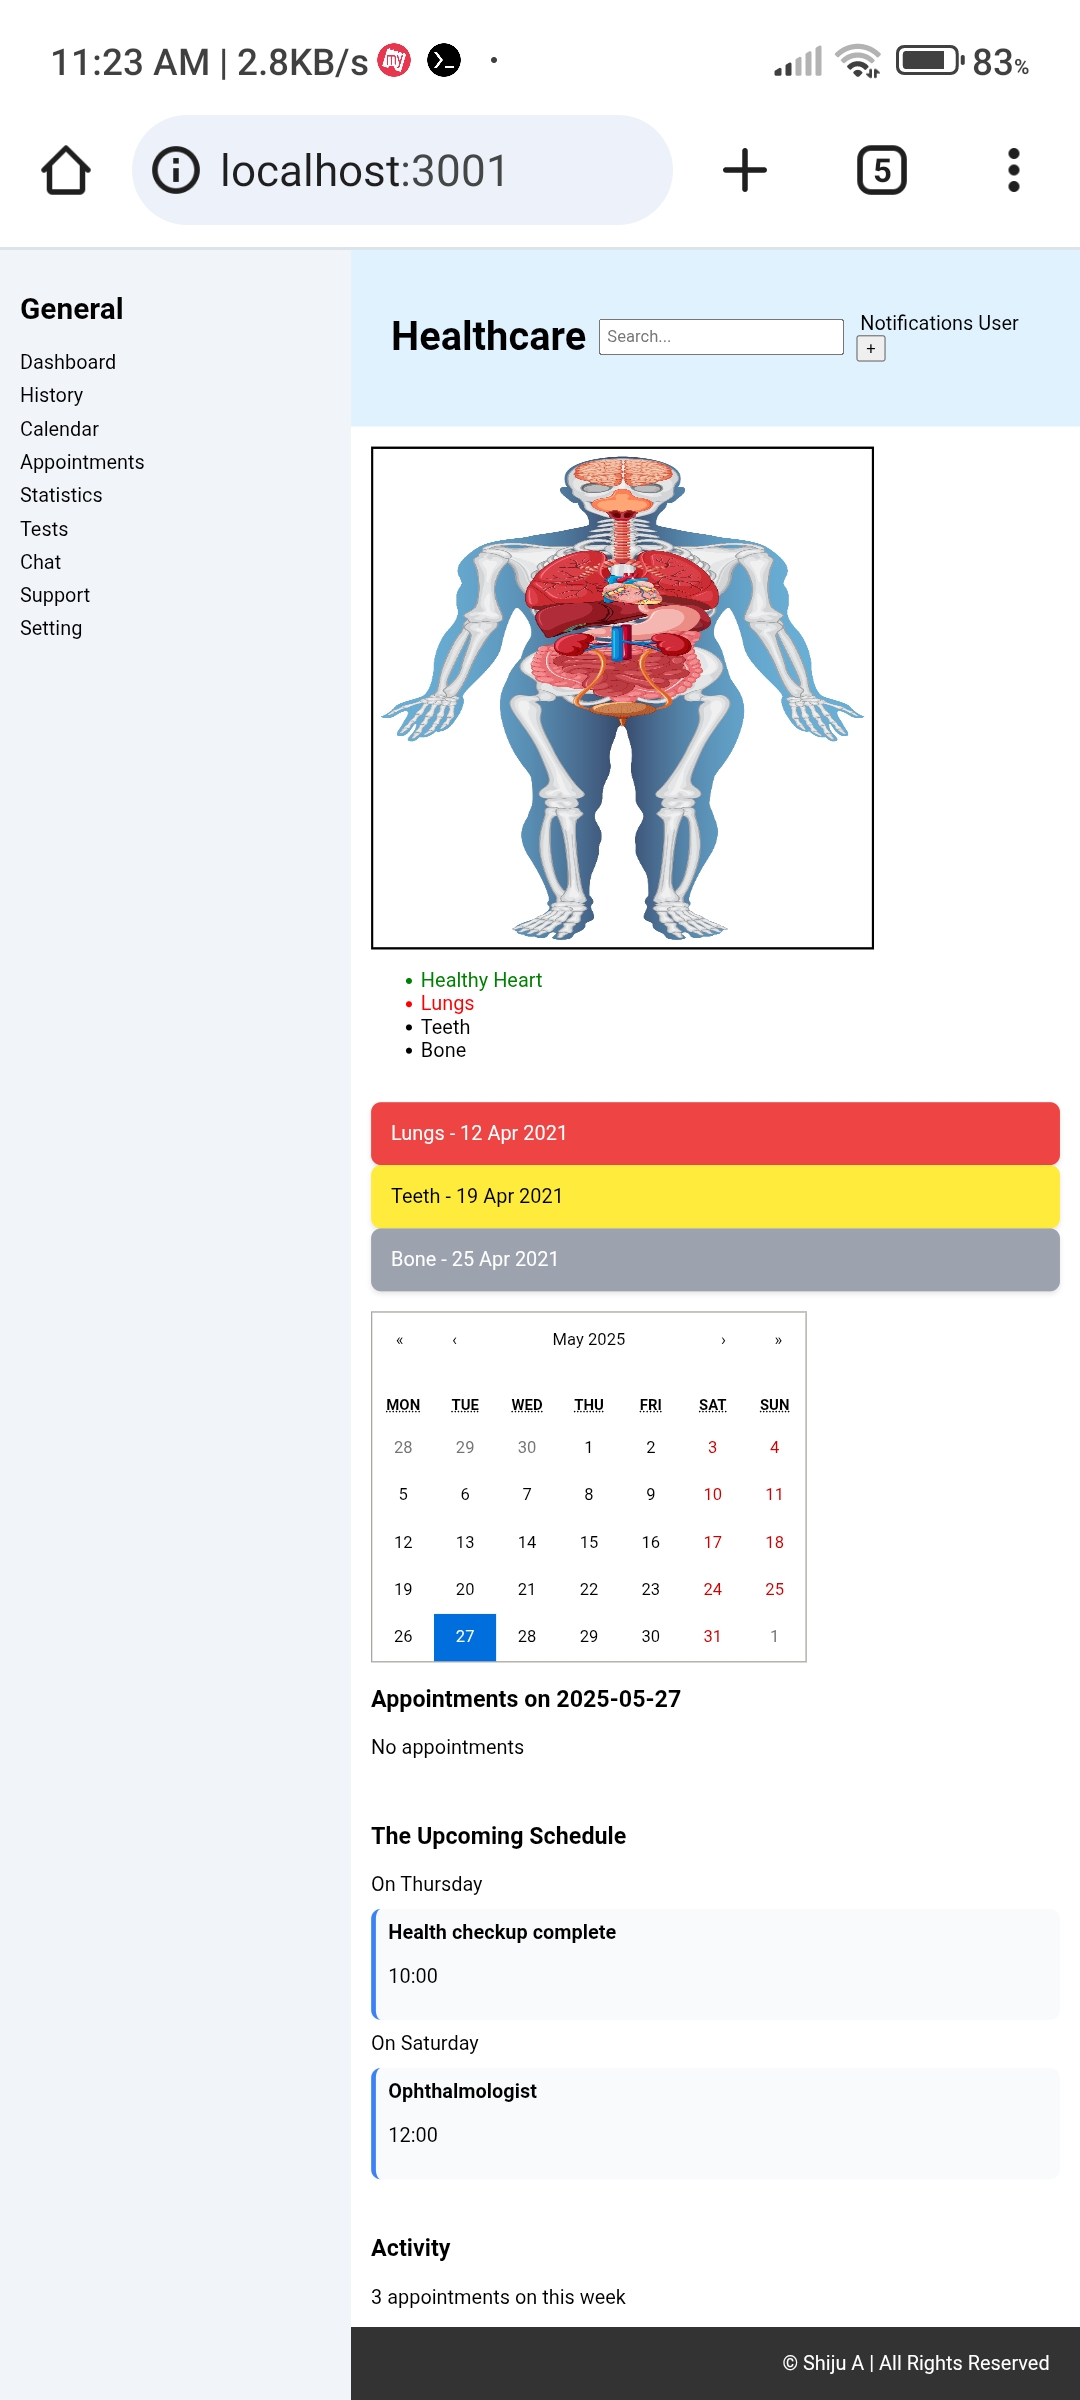 11:23 AM | 2.8KB/s my >_ · 83%
localhost:3001 + 5
General
Dashboard
History
Calendar
Appointments
Statistics
Tests
Chat
Support
Setting
Healthcare Search... Notifications User
+
• Healthy Heart
• Lungs
• Teeth
• Bone
Lungs - 12 Apr 2021
Teeth - 19 Apr 2021
Bone - 25 Apr 2021
« ‹ May 2025 › »
MON TUE WED THU FRI SAT SUN
28 29 30 1 2 3 4
5 6 7 8 9 10 11
12 13 14 15 16 17 18
19 20 21 22 23 24 25
26 27 28 29 30 31 1
Appointments on 2025-05-27
No appointments
The Upcoming Schedule
On Thursday
Health checkup complete
10:00
On Saturday
Ophthalmologist
12:00
Activity
3 appointments on this week
© Shiju A | All Rights Reserved